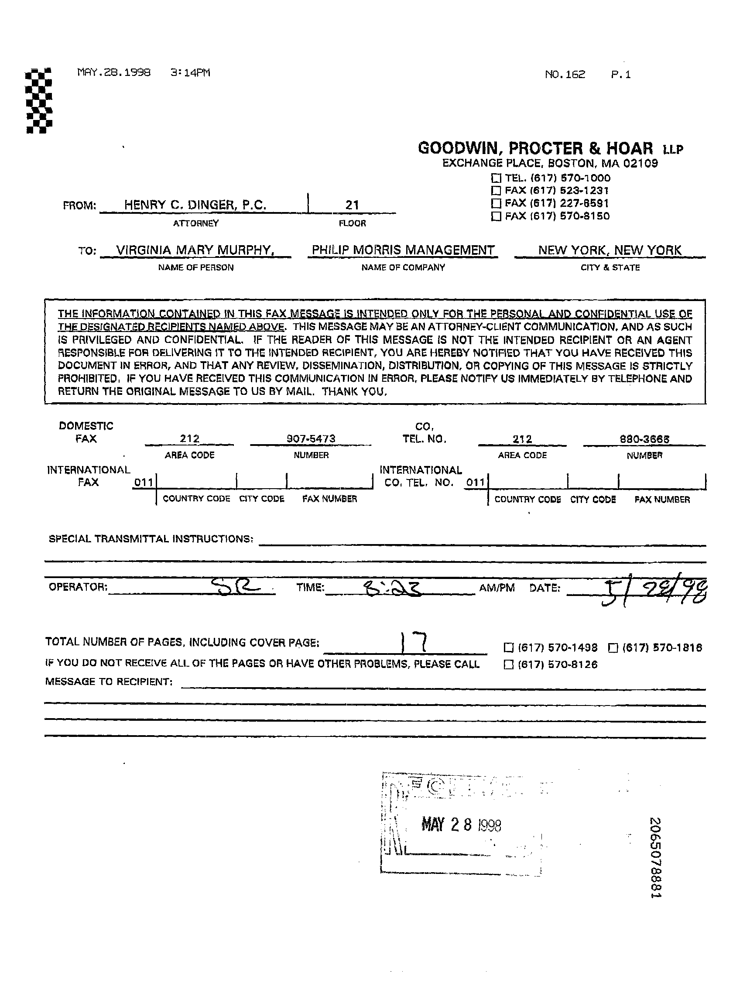 MAY.28.1998 3:14PM NO.162 P.1
GOODWIN, PROCTER & HOAR LLP
EXCHANGE PLACE, BOSTON, MA 02109
☐ TEL. (617) 570-1000
☐ FAX (617) 523-1231
☐ FAX (617) 227-8591
☐ FAX (617) 570-8150
FROM: HENRY C. DINGER, P.C. 21
ATTORNEY FLOOR
TO: VIRGINIA MARY MURPHY, PHILIP MORRIS MANAGEMENT NEW YORK, NEW YORK
NAME OF PERSON NAME OF COMPANY CITY & STATE
THE INFORMATION CONTAINED IN THIS FAX MESSAGE IS INTENDED ONLY FOR THE PERSONAL AND CONFIDENTIAL USE OF
THE DESIGNATED RECIPIENTS NAMED ABOVE. THIS MESSAGE MAY BE AN ATTORNEY-CLIENT COMMUNICATION, AND AS SUCH
IS PRIVILEGED AND CONFIDENTIAL. IF THE READER OF THIS MESSAGE IS NOT THE INTENDED RECIPIENT OR AN AGENT
RESPONSIBLE FOR DELIVERING IT TO THE INTENDED RECIPIENT, YOU ARE HEREBY NOTIFIED THAT YOU HAVE RECEIVED THIS
DOCUMENT IN ERROR, AND THAT ANY REVIEW, DISSEMINATION, DISTRIBUTION, OR COPYING OF THIS MESSAGE IS STRICTLY
PROHIBITED. IF YOU HAVE RECEIVED THIS COMMUNICATION IN ERROR, PLEASE NOTIFY US IMMEDIATELY BY TELEPHONE AND
RETURN THE ORIGINAL MESSAGE TO US BY MAIL. THANK YOU.
DOMESTIC CO.
FAX 212 907-5473 TEL. NO. 212 880-3668
AREA CODE NUMBER AREA CODE NUMBER
INTERNATIONAL INTERNATIONAL
FAX 011 CO. TEL. NO. 011
COUNTRY CODE CITY CODE FAX NUMBER COUNTRY CODE CITY CODE FAX NUMBER
SPECIAL TRANSMITTAL INSTRUCTIONS:
OPERATOR: SR TIME: 3:23 AM/PM DATE: 5/28/98
TOTAL NUMBER OF PAGES, INCLUDING COVER PAGE: 17 ☐ (617) 570-1498 ☐ (617) 570-1816
IF YOU DO NOT RECEIVE ALL OF THE PAGES OR HAVE OTHER PROBLEMS, PLEASE CALL ☐ (617) 570-8126
MESSAGE TO RECIPIENT:
MAY 28 1998
2065078881